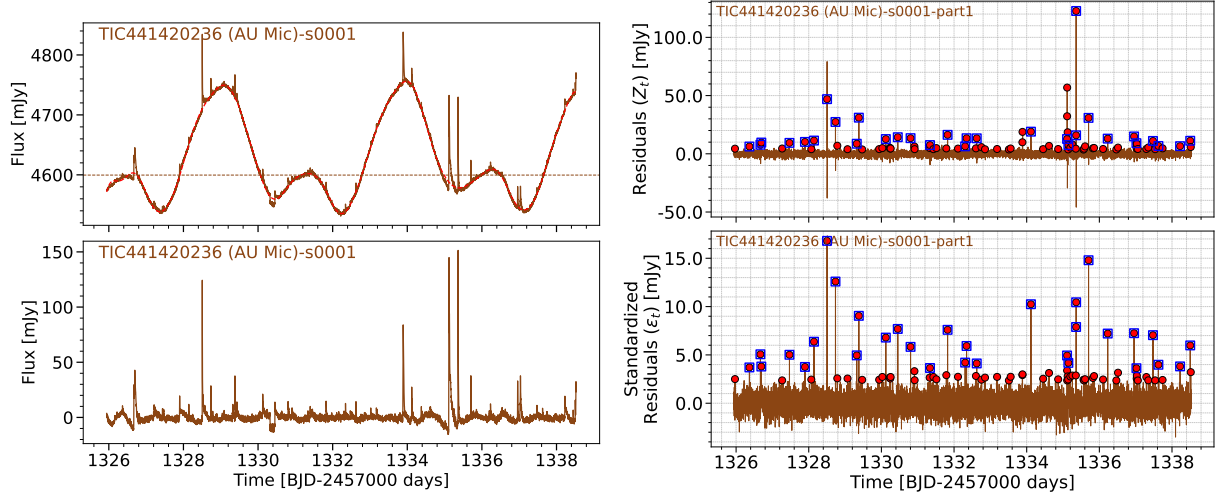 TIC441420236 (AU Mic)-s0001
Flux [mJy]
4800
4700
4600
TIC441420236 (AU Mic)-s0001
Flux [mJy]
150
100
50
0
1326 1328 1330 1332 1334 1336 1338
Time [BJD-2457000 days]
TIC441420236 (AU Mic)-s0001-part1
Residuals (Zₜ) [mJy]
100.0
50.0
0.0
-50.0
TIC441420236 (AU Mic)-s0001-part1
Standardized
Residuals (εₜ) [mJy]
15.0
10.0
5.0
0.0
1326 1328 1330 1332 1334 1336 1338
Time [BJD-2457000 days]